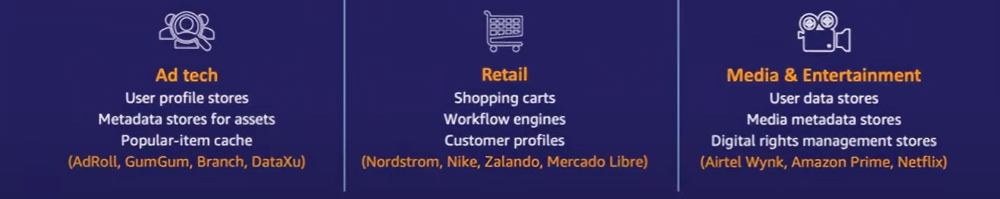 Ad tech
User profile stores
Metadata stores for assets
Popular-item cache
(AdRoll, GumGum, Branch, DataXu)
Retail
Shopping carts
Workflow engines
Customer profiles
(Nordstrom, Nike, Zalando, Mercado Libre)
Media & Entertainment
User data stores
Media metadata stores
Digital rights management stores
(Airtel Wynk, Amazon Prime, Netflix)